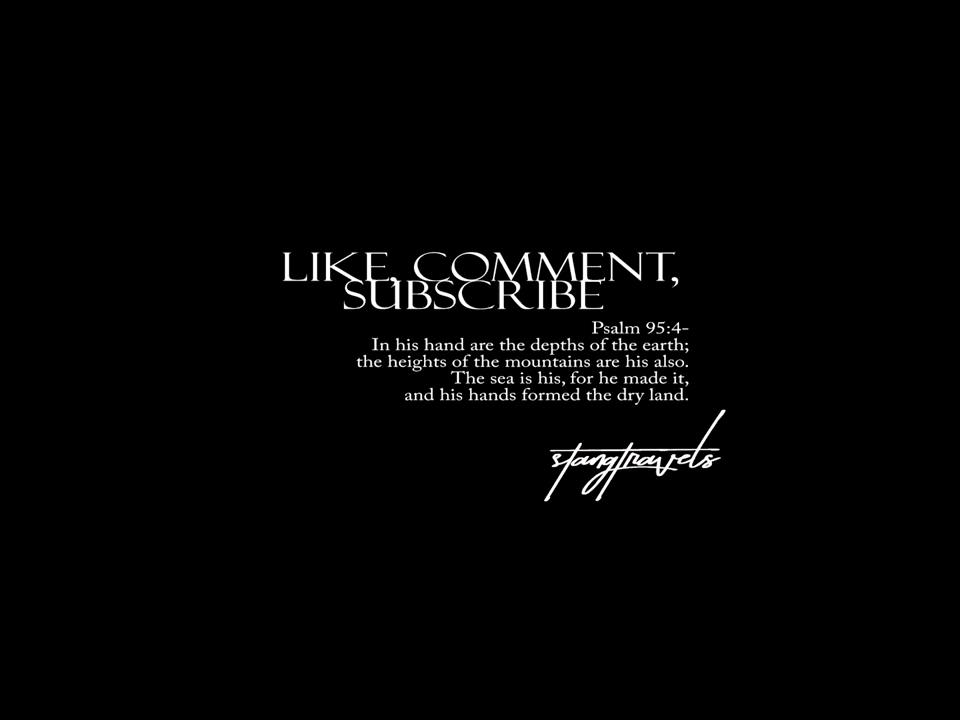 LIKE, COMMENT,
SUBSCRIBE
Psalm 95:4-
In his hand are the depths of the earth;
the heights of the mountains are his also.
The sea is his, for he made it,
and his hands formed the dry land.
stangtravels